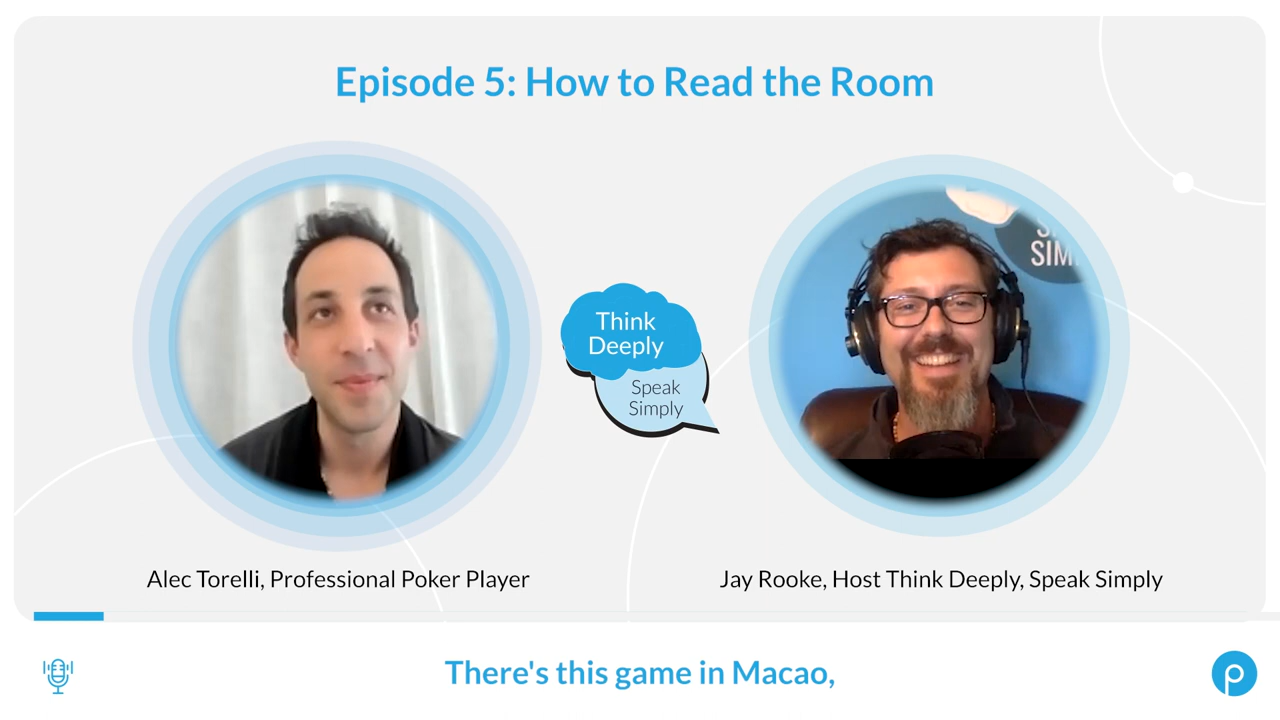 Episode 5: How to Read the Room
SIM
Think
Deeply
Speak
Simply
Alec Torelli, Professional Poker Player
Jay Rooke, Host Think Deeply, Speak Simply
There's this game in Macao,